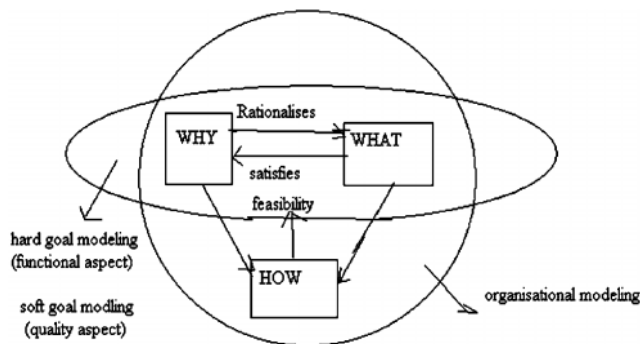 Rationalises
WHY
WHAT
satisfies
feasibility
hard goal modeling
(functional aspect)
HOW
soft goal modling
(quality aspect)
organisational modeling